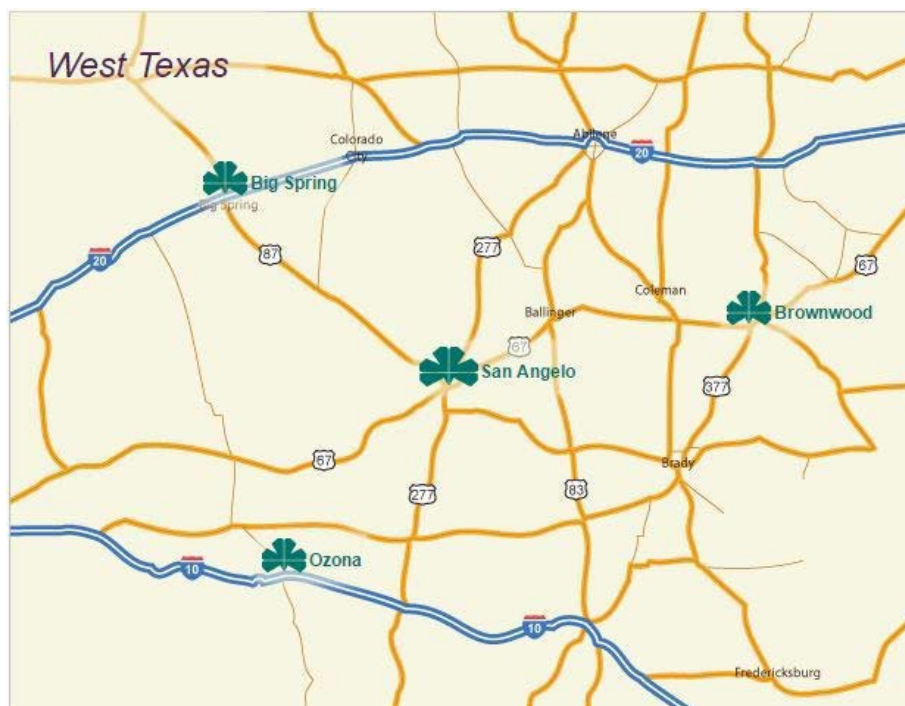 West Texas
Abilene
Colorado
City
20
Big Spring
Big Spring
87
277
20
67
Coleman
Ballinger
Brownwood
67
San Angelo
377
67
Brady
277
83
Ozona
10
10
Fredericksburg